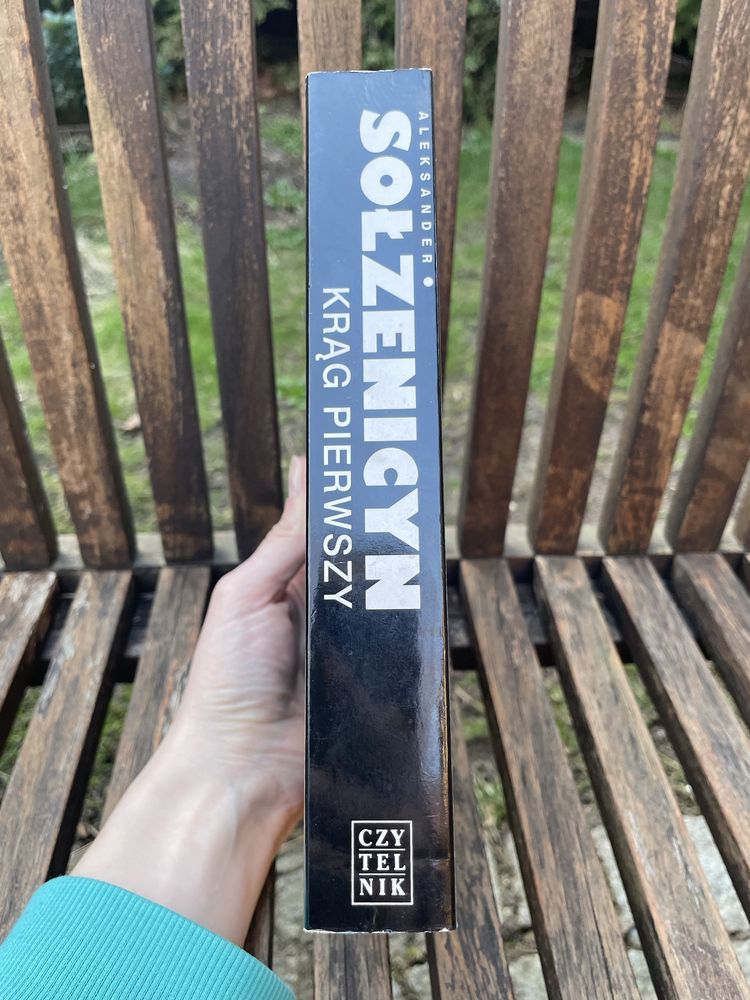 ALEKSANDER
SOŁŻENICYN
KRĄG PIERWSZY
CZY
TEL
NIK